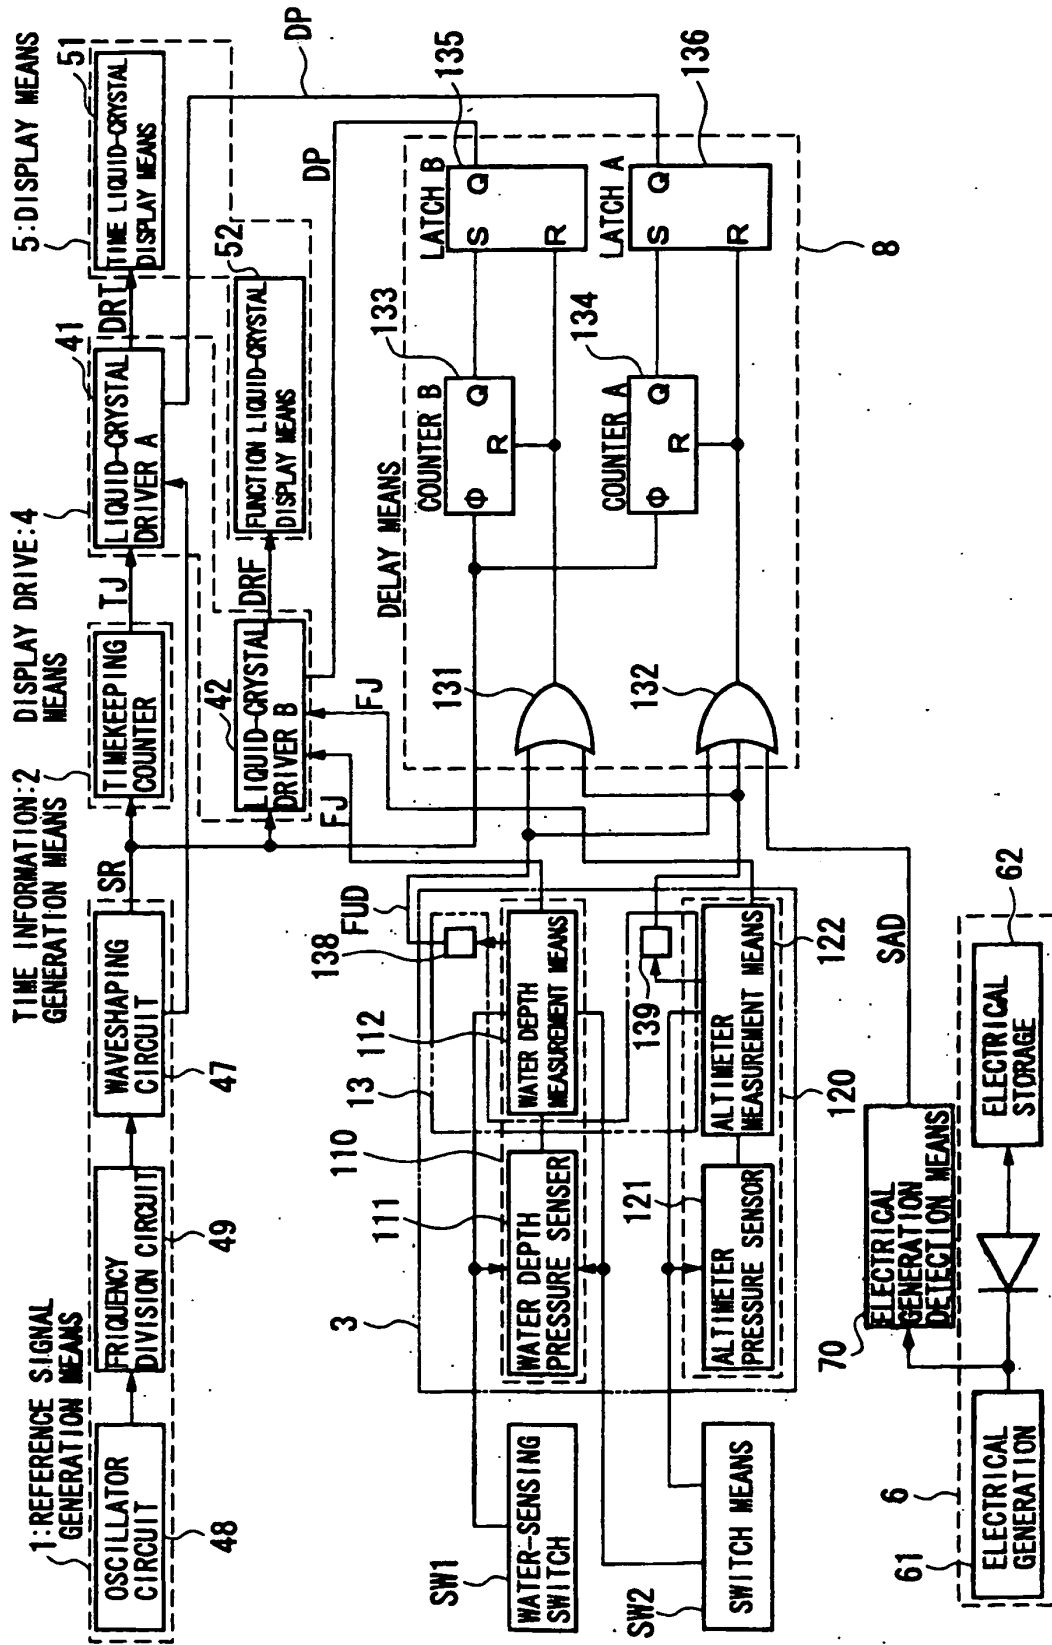 1:REFERENCE SIGNAL
GENERATION MEANS
OSCILLATOR
CIRCUIT
48
FRIQUENCY
DIVISION CIRCUIT
49
WAVESHAPING
CIRCUIT
47
SR
TIME INFORMATION:2
GENERATION MEANS
TIMEKEEPING
COUNTER
TJ
DISPLAY DRIVE:4
MEANS
LIQUID-CRYSTAL
DRIVER A
41
DRT
5:DISPLAY MEANS
TIME LIQUID-CRYSTAL
DISPLAY MEANS
51
42
LIQUID-CRYSTAL
DRIVER B
DRF
FUNCTION LIQUID-CRYSTAL
DISPLAY MEANS
52
FJ
FJ
DP
DP
SW1
WATER-SENSING
SWITCH
SW2
SWITCH MEANS
3
111
WATER DEPTH
PRESSURE SENSER
110
13
112
WATER DEPTH
MEASUREMENT MEANS
138
FUD
121
ALTIMETER
PRESSURE SENSOR
120
139
ALTIMETER
MEASUREMENT MEANS
122
DELAY MEANS
131
132
COUNTER B
Φ
R
Q
133
COUNTER A
Φ
R
Q
134
LATCH B
S
Q
R
135
LATCH A
S
Q
R
136
8
SAD
70
ELECTRICAL
GENERATION
DETECTION MEANS
6
61
ELECTRICAL
GENERATION
ELECTRICAL
STORAGE
62